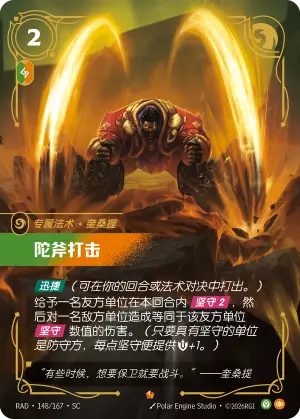 2
专属法术・奎桑提
陀斧打击
迅捷（可在你的回合或法术对决中打出。）
给予一名友方单位在本回合内 坚守 2 ，然
后对一名敌方单位造成等同于该友方单位
坚守 数值的伤害。（只要具有坚守的单位
是防守方，每点坚守便提供+1。）
“有些时候，想要保卫就要战斗。”——奎桑提
RAD・148/167・SC
Polar Engine Studio・©2026RGI